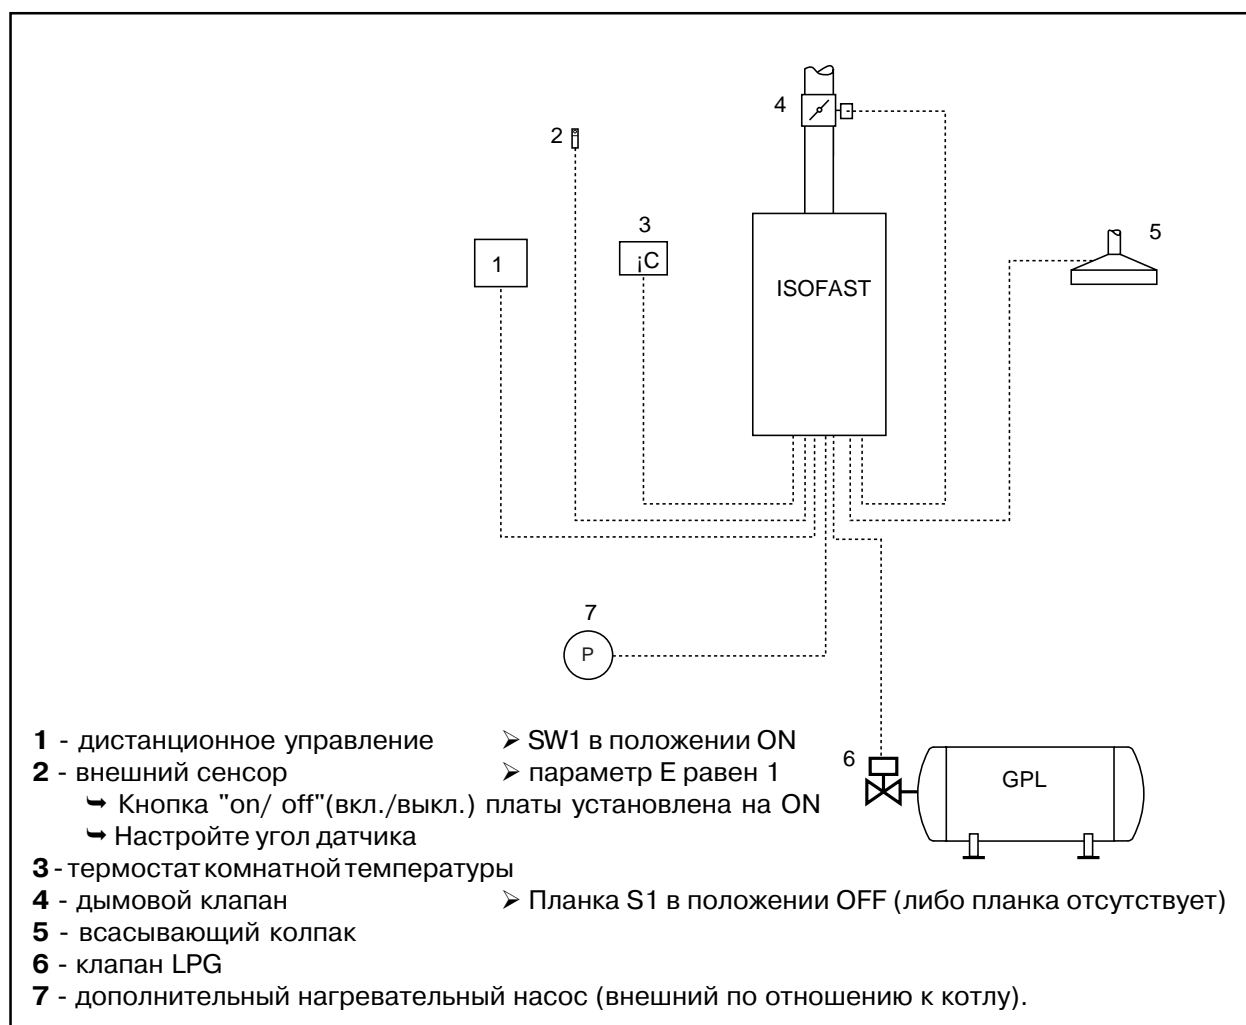 4
2
3
5
1
¡C
ISOFAST
7
P
1 - дистанционное управление ➢ SW1 в положении ON
2 - внешний сенсор ➢ параметр E равен 1
➥ Кнопка "on/ off"(вкл./выкл.) платы установлена на ON
➥ Настройте угол датчика
3 - термостат комнатной температуры
4 - дымовой клапан ➢ Планка S1 в положении OFF (либо планка отсутствует)
5 - всасывающий колпак
6 - клапан LPG
7 - дополнительный нагревательный насос (внешний по отношению к котлу).
6
GPL